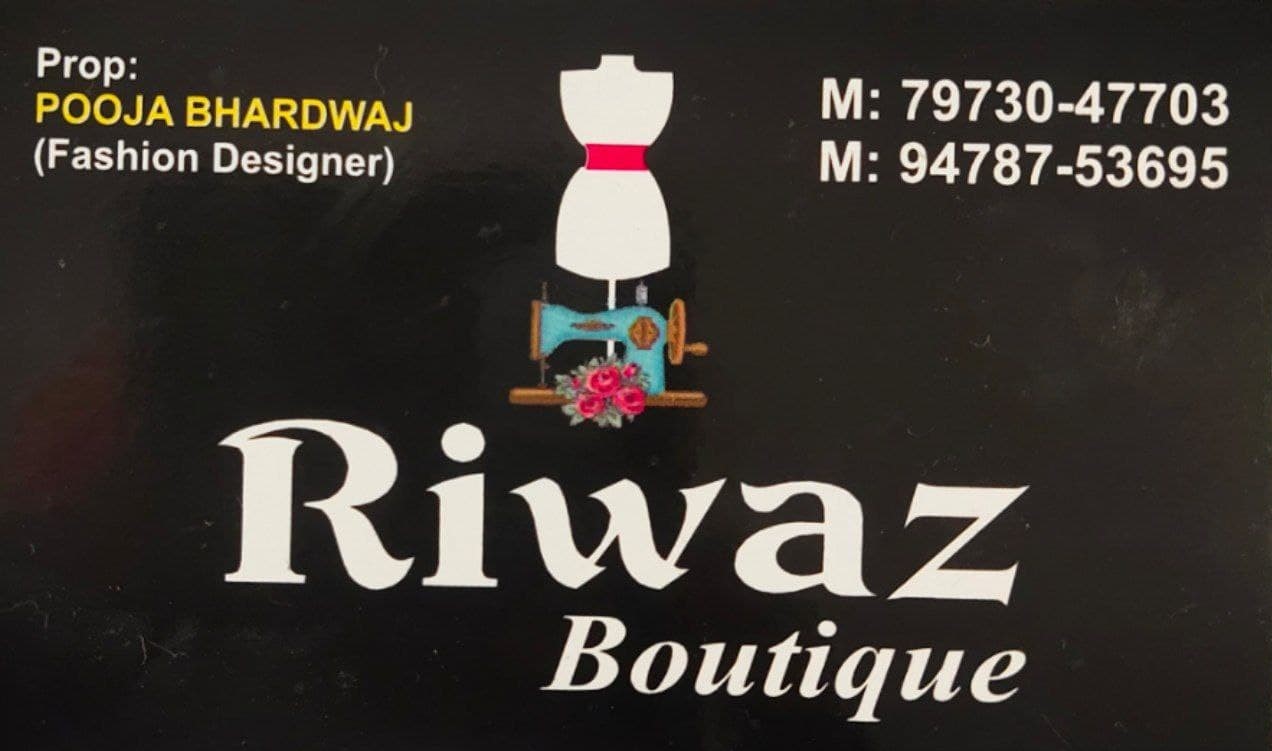 Prop:
POOJA BHARDWAJ
(Fashion Designer)
M: 79730-47703
M: 94787-53695
Riwaz
Boutique